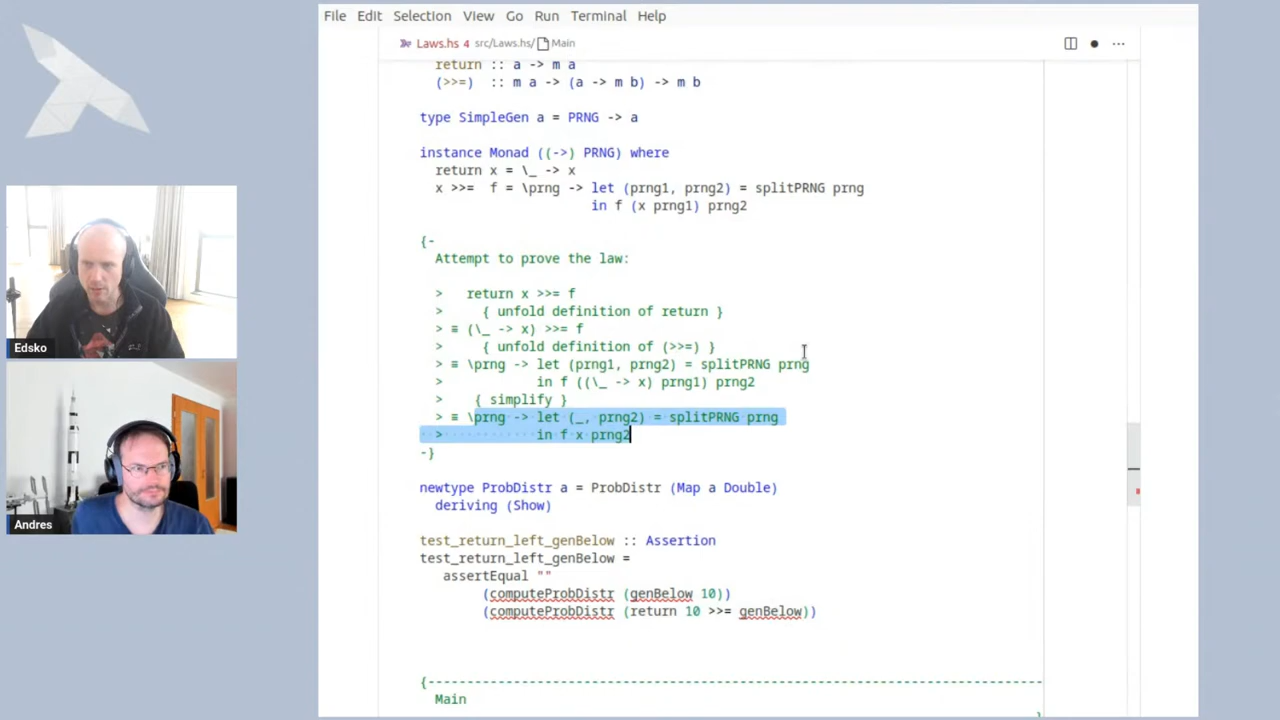 File Edit Selection View Go Run Terminal Help
Laws.hs 4 src/Laws.hs/ Main
return :: a -> m a
(>>=) :: m a -> (a -> m b) -> m b
type SimpleGen a = PRNG -> a
instance Monad ((->) PRNG) where
return x = \_ -> x
x >>= f = \prng -> let (prng1, prng2) = splitPRNG prng
in f (x prng1) prng2
{-
Attempt to prove the law:
> return x >>= f
> { unfold definition of return }
> ≡ (\_ -> x) >>= f
> { unfold definition of (>>=) }
> ≡ \prng -> let (prng1, prng2) = splitPRNG prng
> in f ((\_ -> x) prng1) prng2
> { simplify }
> ≡ \prng -> let (_, prng2) = splitPRNG prng
> in f x prng2
-}
newtype ProbDistr a = ProbDistr (Map a Double)
deriving (Show)
test_return_left_genBelow :: Assertion
test_return_left_genBelow =
assertEqual ""
(computeProbDistr (genBelow 10))
(computeProbDistr (return 10 >>= genBelow))
{------------------------------------------------------------------------------
Main
Edsko
Andres